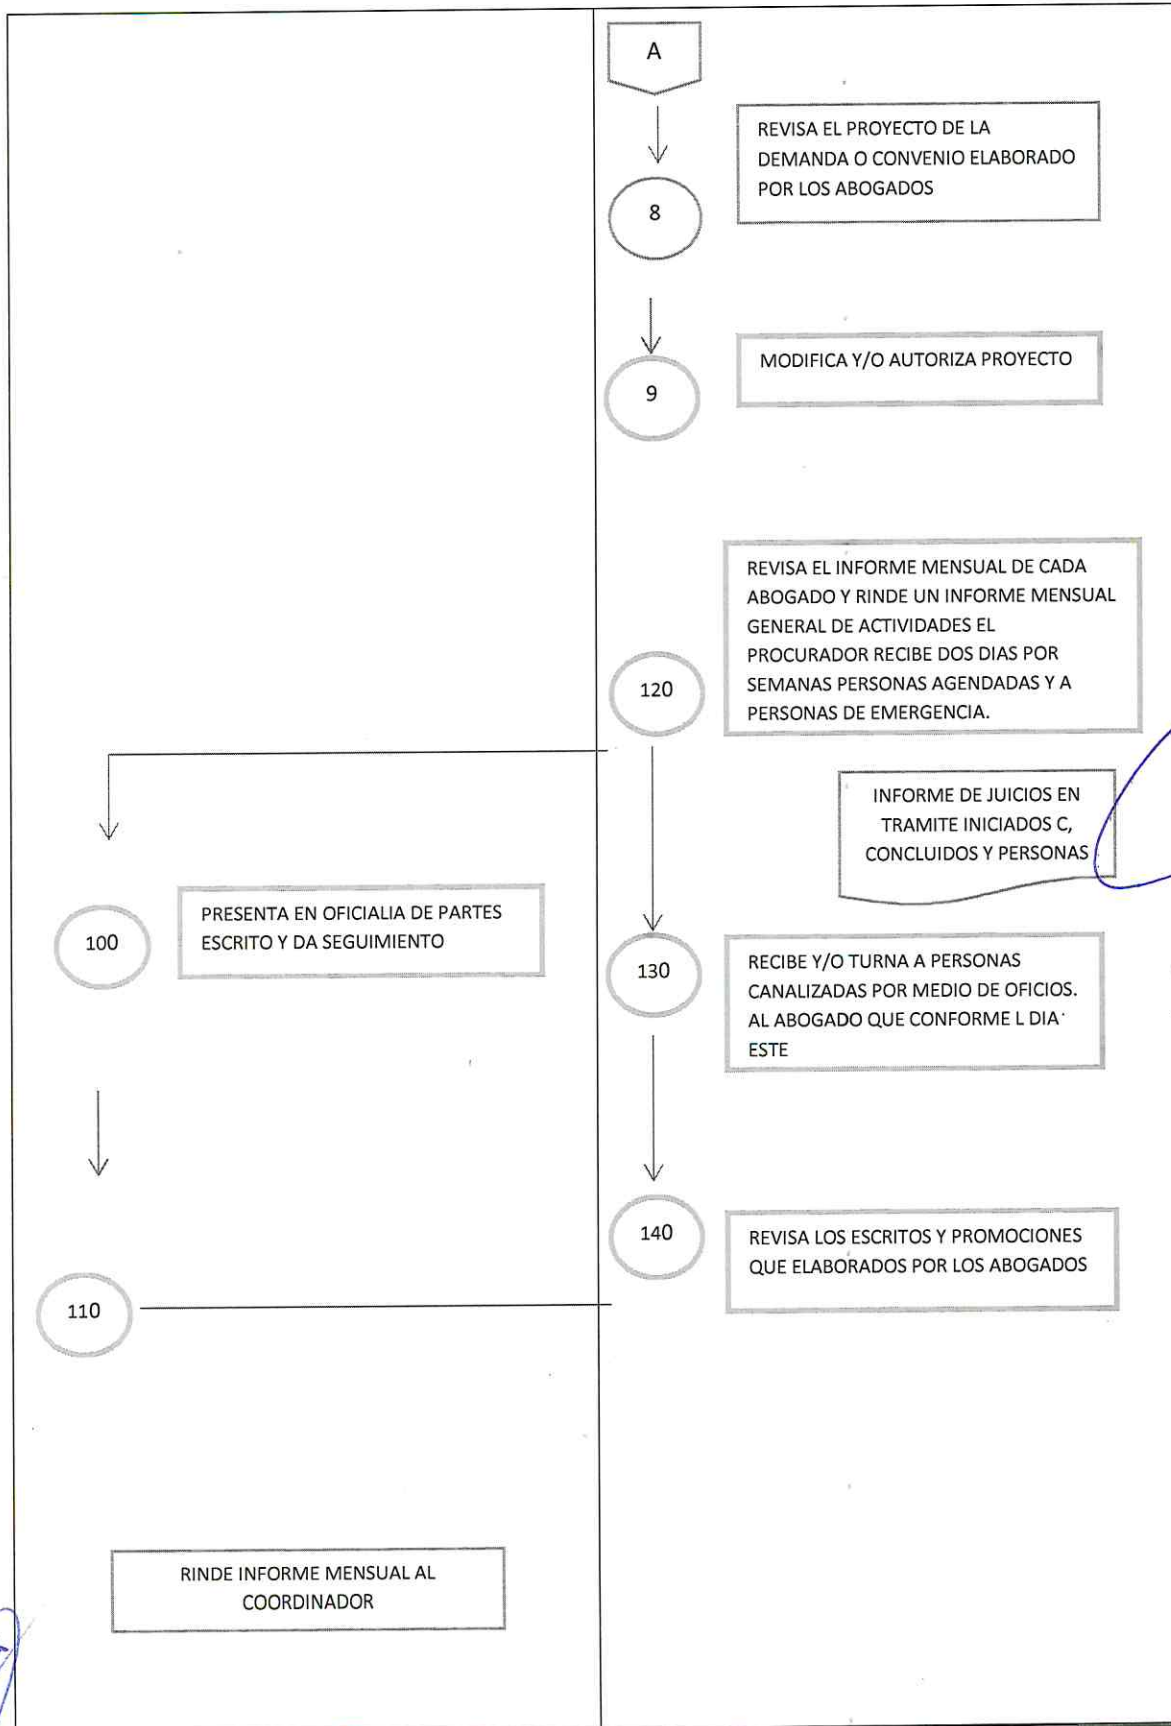 A
REVISA EL PROYECTO DE LA
DEMANDA O CONVENIO ELABORADO
POR LOS ABOGADOS
8
MODIFICA Y/O AUTORIZA PROYECTO
9
REVISA EL INFORME MENSUAL DE CADA
ABOGADO Y RINDE UN INFORME MENSUAL
GENERAL DE ACTIVIDADES EL
PROCURADOR RECIBE DOS DIAS POR
SEMANAS PERSONAS AGENDADAS Y A
PERSONAS DE EMERGENCIA.
120
INFORME DE JUICIOS EN
TRAMITE INICIADOS C,
CONCLUIDOS Y PERSONAS
100
PRESENTA EN OFICIALIA DE PARTES
ESCRITO Y DA SEGUIMIENTO
130
RECIBE Y/O TURNA A PERSONAS
CANALIZADAS POR MEDIO DE OFICIOS.
AL ABOGADO QUE CONFORME L DIA
ESTE
140
REVISA LOS ESCRITOS Y PROMOCIONES
QUE ELABORADOS POR LOS ABOGADOS
110
RINDE INFORME MENSUAL AL
COORDINADOR